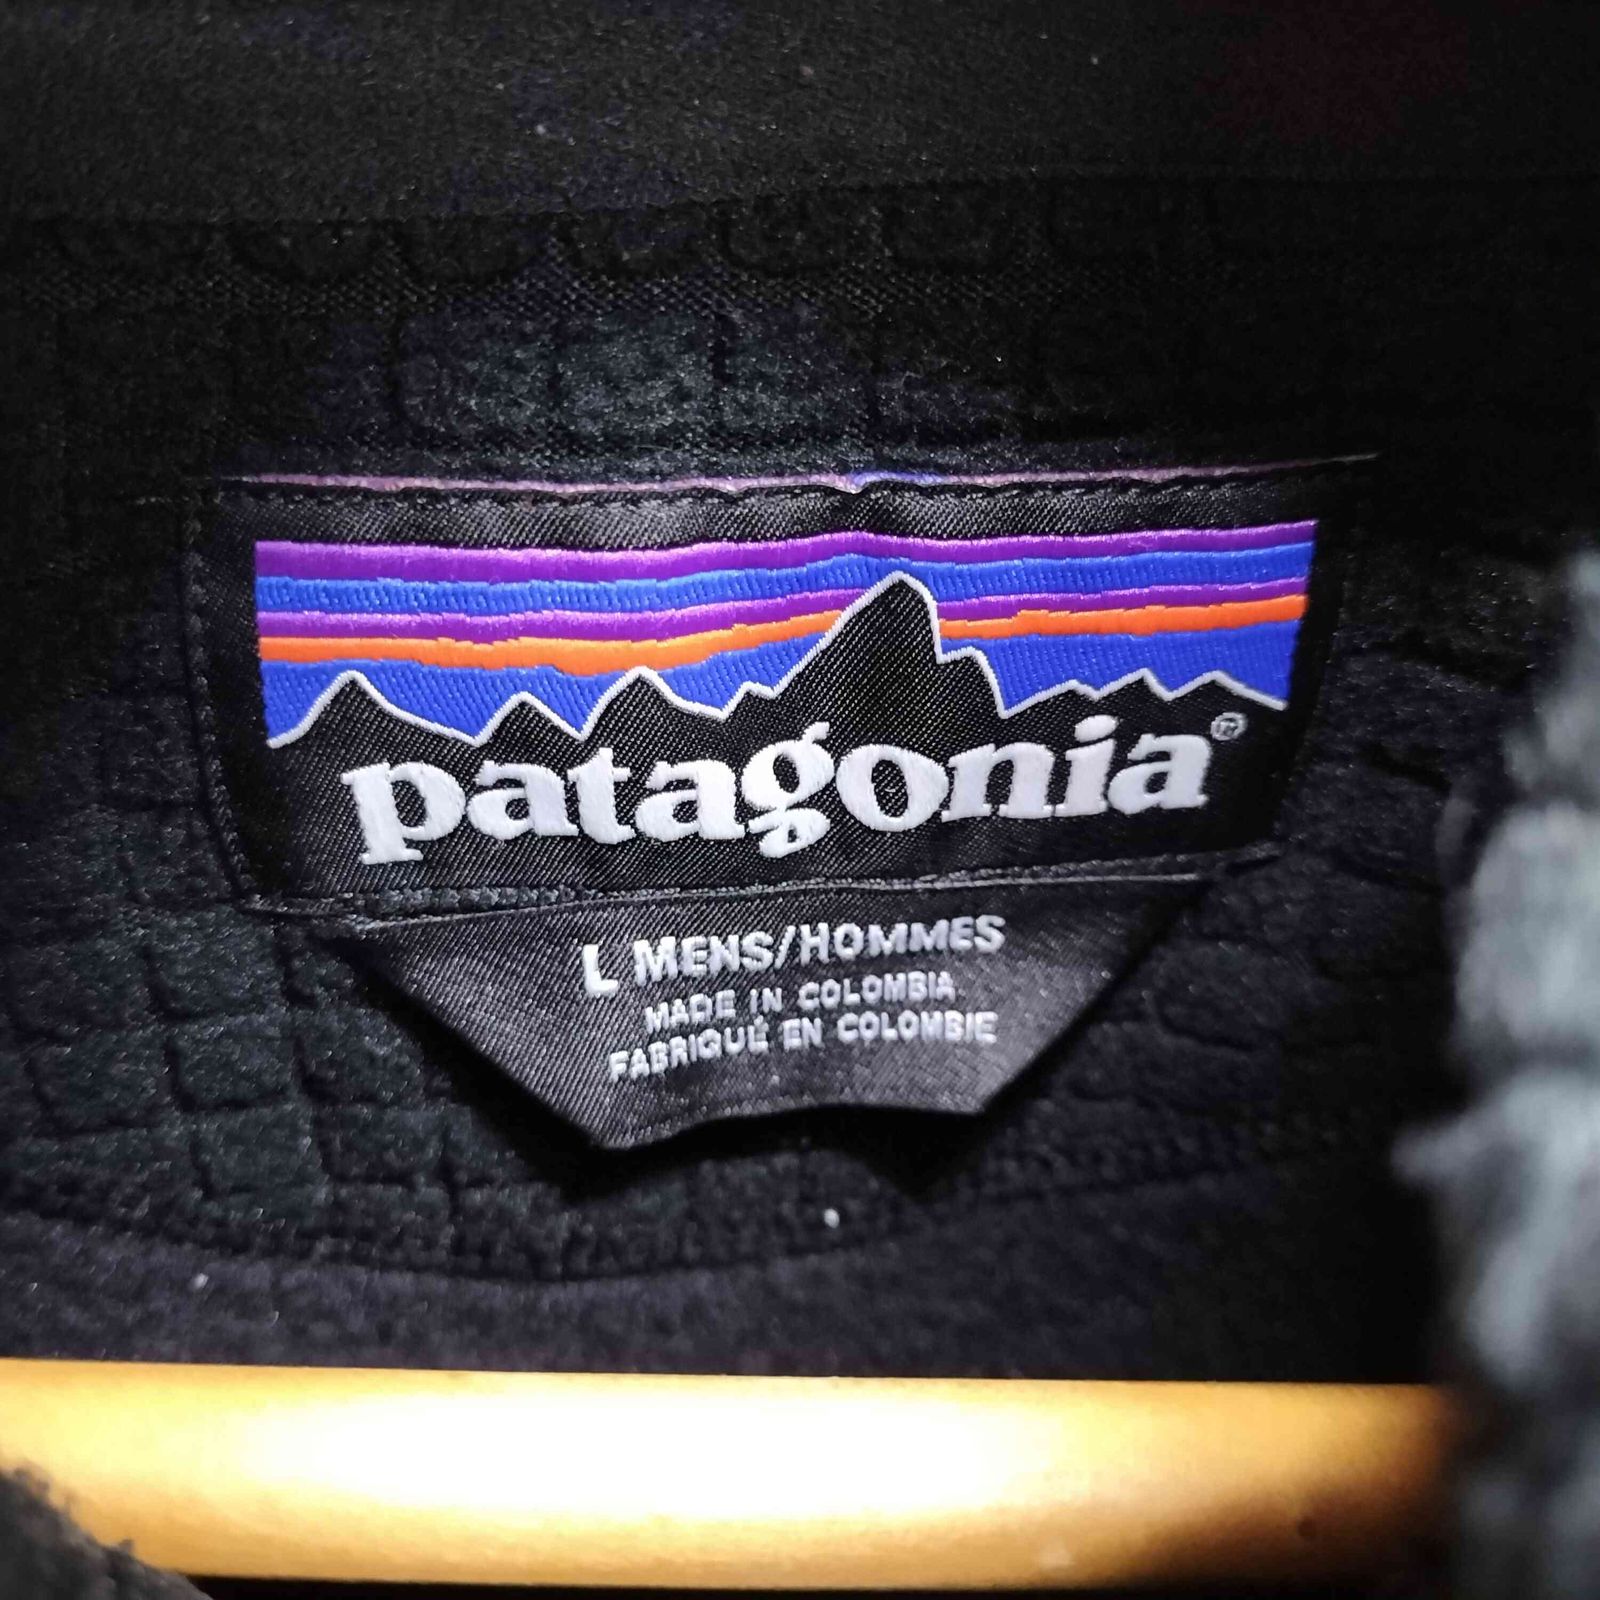 patagonia®
L MENS/HOMMES
MADE IN COLOMBIA
FABRIQUÉ EN COLOMBIE